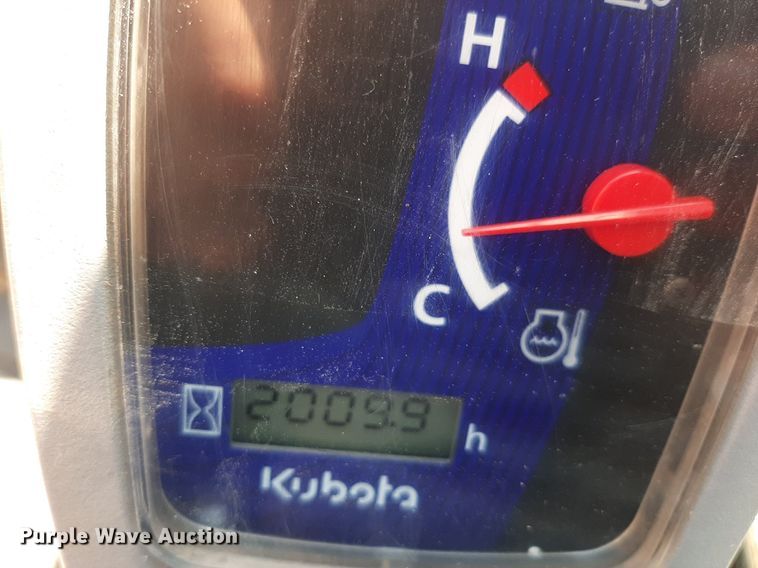 H
C
2009.9 h
Kubota
Purple Wave Auction